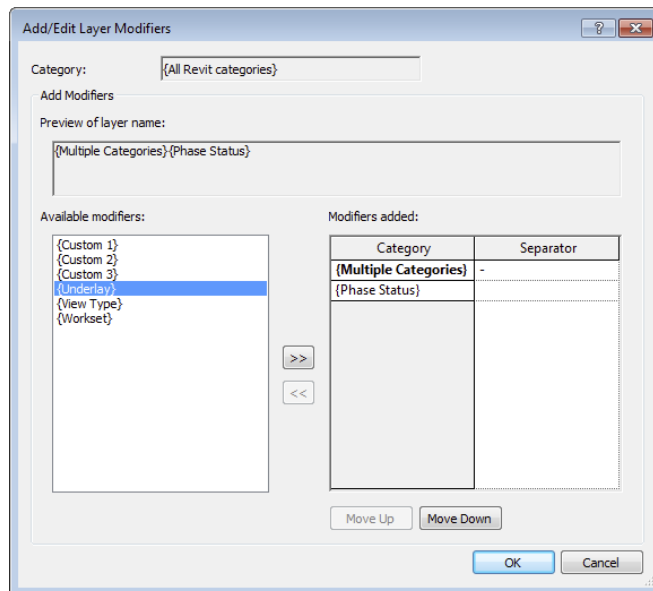 Add/Edit Layer Modifiers
?
Category: {All Revit categories}
Add Modifiers
Preview of layer name:
{Multiple Categories}{Phase Status}
Available modifiers:
{Custom 1}
{Custom 2}
{Custom 3}
{Underlay}
{View Type}
{Workset}
>>
<<
Modifiers added:
Category Separator
{Multiple Categories} -
{Phase Status}
Move Up Move Down
OK Cancel